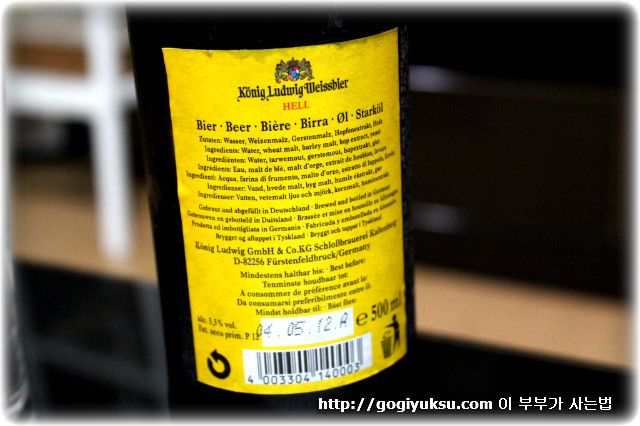 König Ludwig Weissbier
HELL
Bier · Beer · Bière · Birra · Øl · Starköl
Zutaten: Wasser, Weizenmalz, Gerstenmalz, Hopfenextrakt, Hefe
Ingredients: Water, wheat malt, barley malt, hop extract, yeast
Ingrediënten: Water, tarwemout, gerstemout, hopextrakt, gist
Ingrédients: Eau, malt de blé, malt d'orge, extrait de houblon, levure
Ingredienti: Acqua, farina di frumento, malto d'orzo, estratto di luppolo,
Ingredienser: Vand, hvede malt, byg malt, humle ekstrakt, gær
Ingredienser: Vatten, vetemalt ljus och mjörk, kornmalt,
Gebraut und abgefüllt in Deutschland · Brewed and bottled in Germany
Gebrouwen en gebotteld in Duitsland · Brassée et mise en bouteille en Allemagne
Prodotta ed imbottigliata in Germania · Fabricada y embotellada en
Brygget og aftappet i Tyskland · Bryggt och tappat i Tyskland
König Ludwig GmbH & Co.KG Schloßbrauerei Kaltenberg
D-82256 Fürstenfeldbruck/Germany
Mindestens haltbar bis: · Best before:
Tenminste houdbaar tot:
A consommer de préférence avant le:
Da consumarsi preferibilmente entro il:
Mindst holdbar til: · Bäst före:
alc. 5,5% vol.
Est. secco prim. P 12
04.05.12.A
e 500 ml
4 003304 140003
http://gogiyuksu.com 이 부부가 사는법